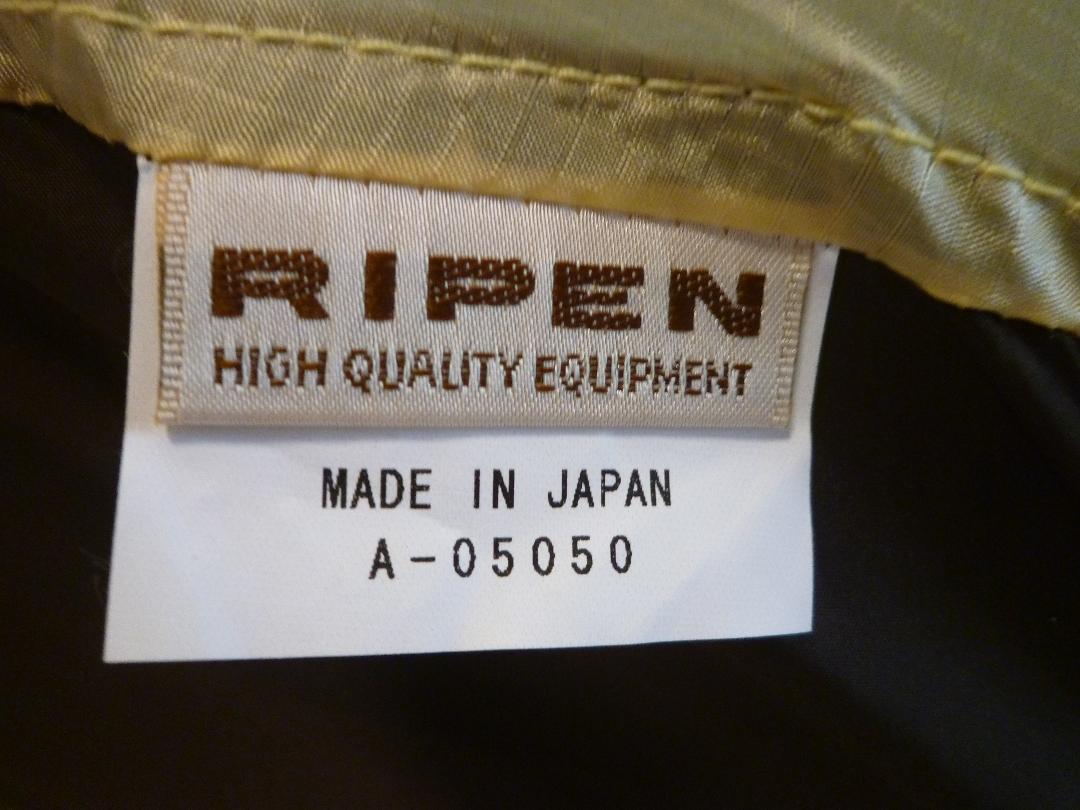 RIPEN
HIGH QUALITY EQUIPMENT
MADE IN JAPAN
A-05050